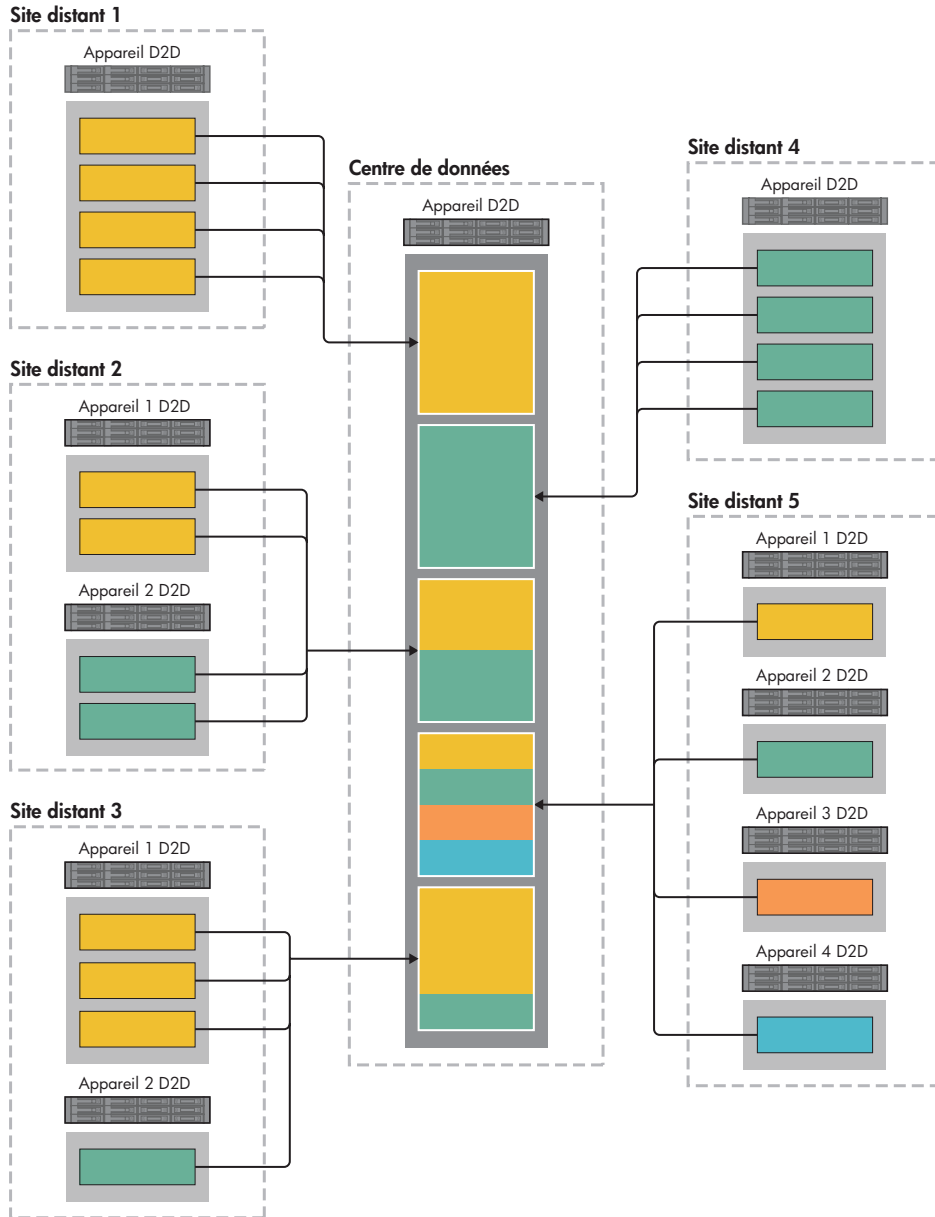 Site distant 1
Appareil D2D
Site distant 2
Appareil 1 D2D
Appareil 2 D2D
Site distant 3
Appareil 1 D2D
Appareil 2 D2D
Centre de données
Appareil D2D
Site distant 4
Appareil D2D
Site distant 5
Appareil 1 D2D
Appareil 2 D2D
Appareil 3 D2D
Appareil 4 D2D